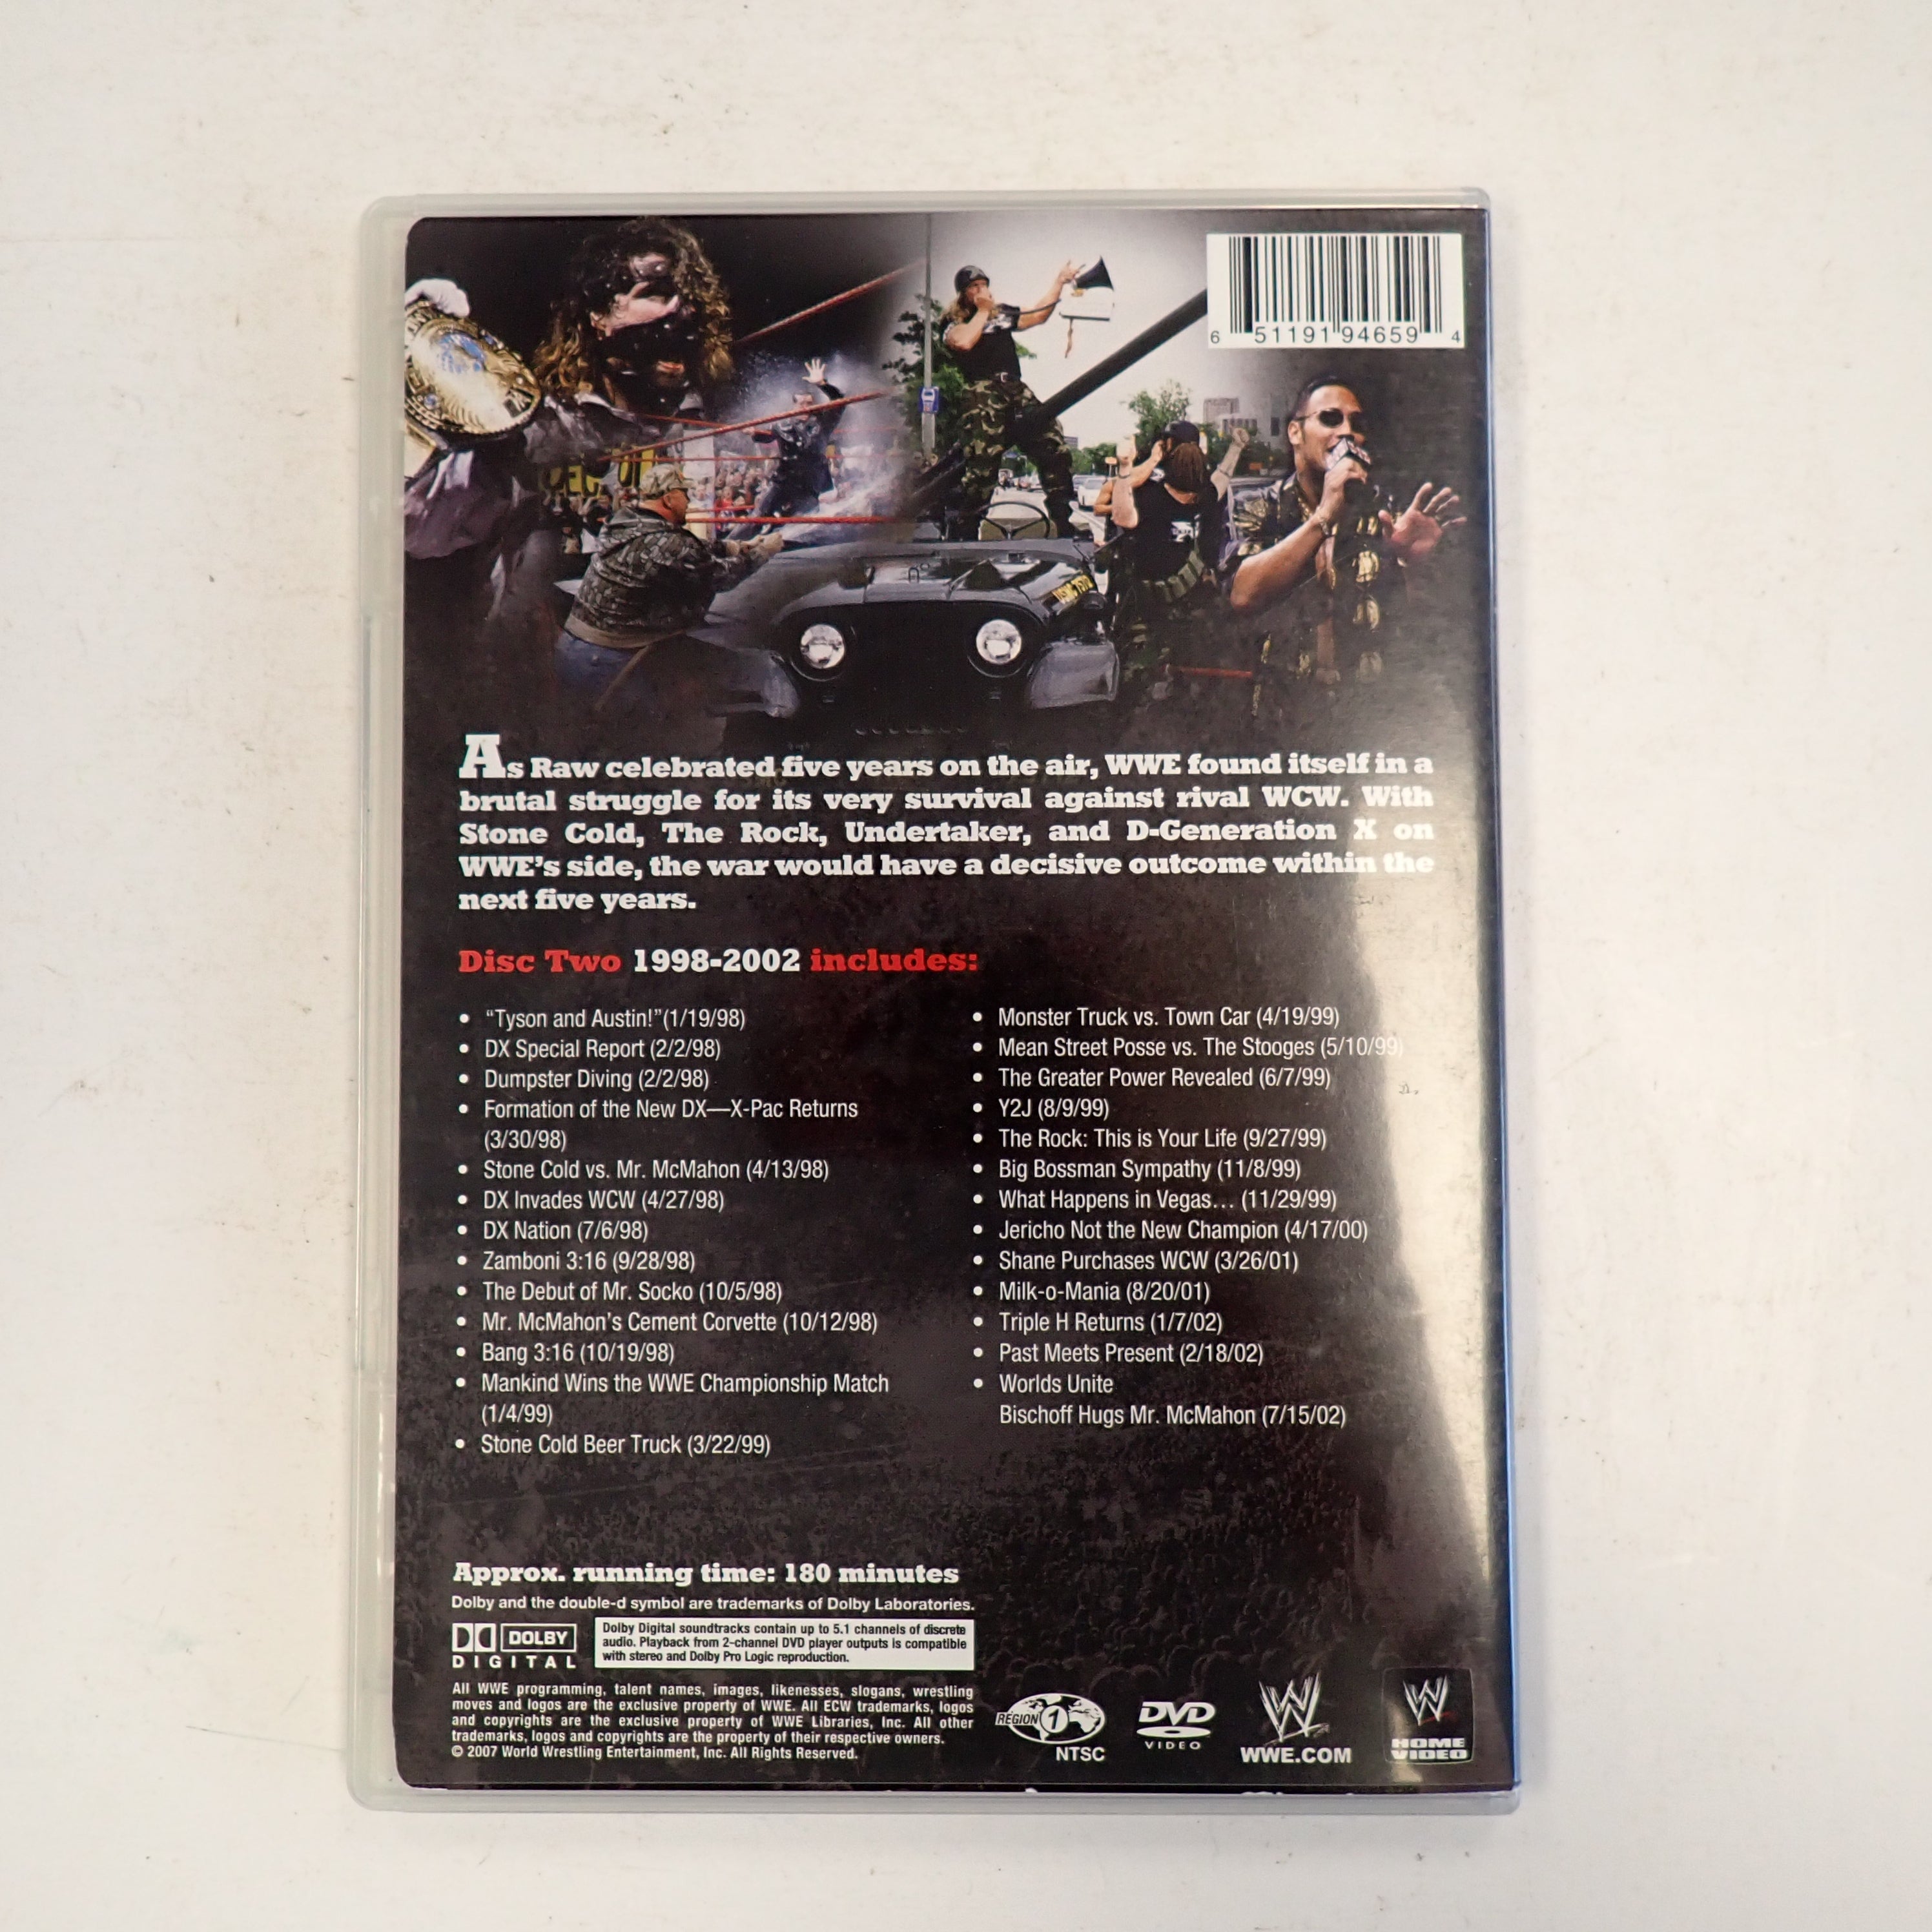 6 51191 94659 4
As Raw celebrated five years on the air, WWE found itself in a
brutal struggle for its very survival against rival WCW. With
Stone Cold, The Rock, Undertaker, and D-Generation X on
WWE's side, the war would have a decisive outcome within the
next five years.
Disc Two 1998-2002 includes:
• "Tyson and Austin!"(1/19/98)
• DX Special Report (2/2/98)
• Dumpster Diving (2/2/98)
• Formation of the New DX—X-Pac Returns
(3/30/98)
• Stone Cold vs. Mr. McMahon (4/13/98)
• DX Invades WCW (4/27/98)
• DX Nation (7/6/98)
• Zamboni 3:16 (9/28/98)
• The Debut of Mr. Socko (10/5/98)
• Mr. McMahon's Cement Corvette (10/12/98)
• Bang 3:16 (10/19/98)
• Mankind Wins the WWE Championship Match
(1/4/99)
• Stone Cold Beer Truck (3/22/99)
• Monster Truck vs. Town Car (4/19/99)
• Mean Street Posse vs. The Stooges (5/10/99)
• The Greater Power Revealed (6/7/99)
• Y2J (8/9/99)
• The Rock: This is Your Life (9/27/99)
• Big Bossman Sympathy (11/8/99)
• What Happens in Vegas… (11/29/99)
• Jericho Not the New Champion (4/17/00)
• Shane Purchases WCW (3/26/01)
• Milk-o-Mania (8/20/01)
• Triple H Returns (1/7/02)
• Past Meets Present (2/18/02)
• Worlds Unite
Bischoff Hugs Mr. McMahon (7/15/02)
Approx. running time: 180 minutes
Dolby and the double-d symbol are trademarks of Dolby Laboratories.
DOLBY
DIGITAL
Dolby Digital soundtracks contain up to 5.1 channels of discrete
audio. Playback from 2-channel DVD player outputs is compatible
with stereo and Dolby Pro Logic reproduction.
All WWE programming, talent names, images, likenesses, slogans, wrestling
moves and logos are the exclusive property of WWE. All ECW trademarks, logos
and copyrights are the exclusive property of WWE Libraries, Inc. All other
trademarks, logos and copyrights are the property of their respective owners.
© 2007 World Wrestling Entertainment, Inc. All Rights Reserved.
REGION 1
NTSC
DVD
VIDEO
W
WWE.COM
W
HOME
VIDEO